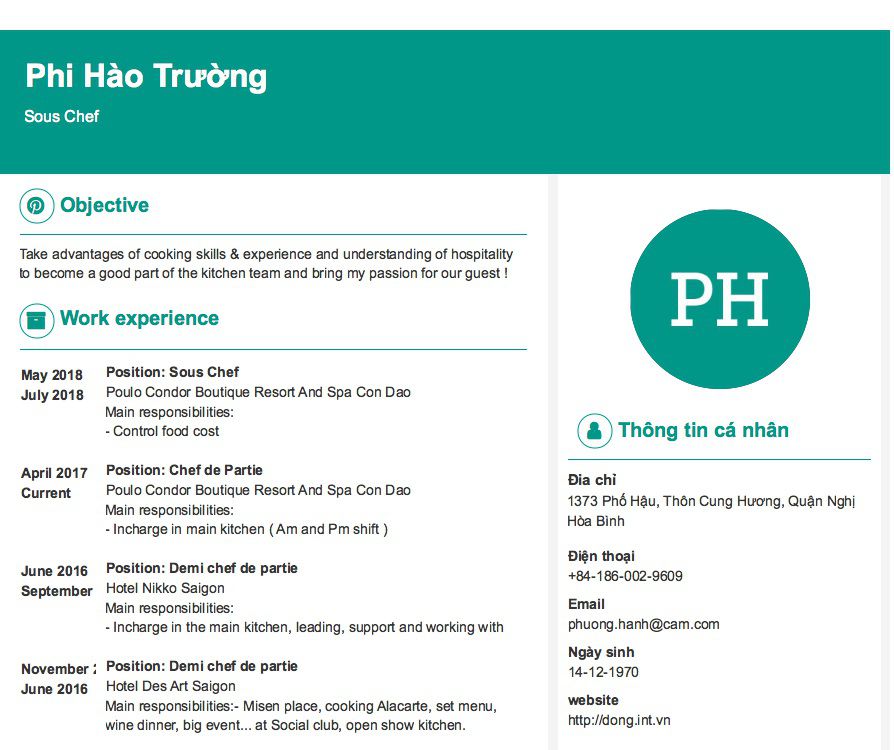 Phi Hào Trường
Sous Chef
Objective
Take advantages of cooking skills & experience and understanding of hospitality
to become a good part of the kitchen team and bring my passion for our guest !
Work experience
May 2018
July 2018
Position: Sous Chef
Poulo Condor Boutique Resort And Spa Con Dao
Main responsibilities:
- Control food cost
April 2017
Current
Position: Chef de Partie
Poulo Condor Boutique Resort And Spa Con Dao
Main responsibilities:
- Incharge in main kitchen ( Am and Pm shift )
June 2016
September
Position: Demi chef de partie
Hotel Nikko Saigon
Main responsibilities:
- Incharge in the main kitchen, leading, support and working with
November
June 2016
Position: Demi chef de partie
Hotel Des Art Saigon
Main responsibilities:- Misen place, cooking Alacarte, set menu,
wine dinner, big event... at Social club, open show kitchen.
PH
Thông tin cá nhân
Đia chỉ
1373 Phố Hậu, Thôn Cung Hương, Quận Nghị
Hòa Bình
Điện thoại
+84-186-002-9609
Email
phuong.hanh@cam.com
Ngày sinh
14-12-1970
website
http://dong.int.vn